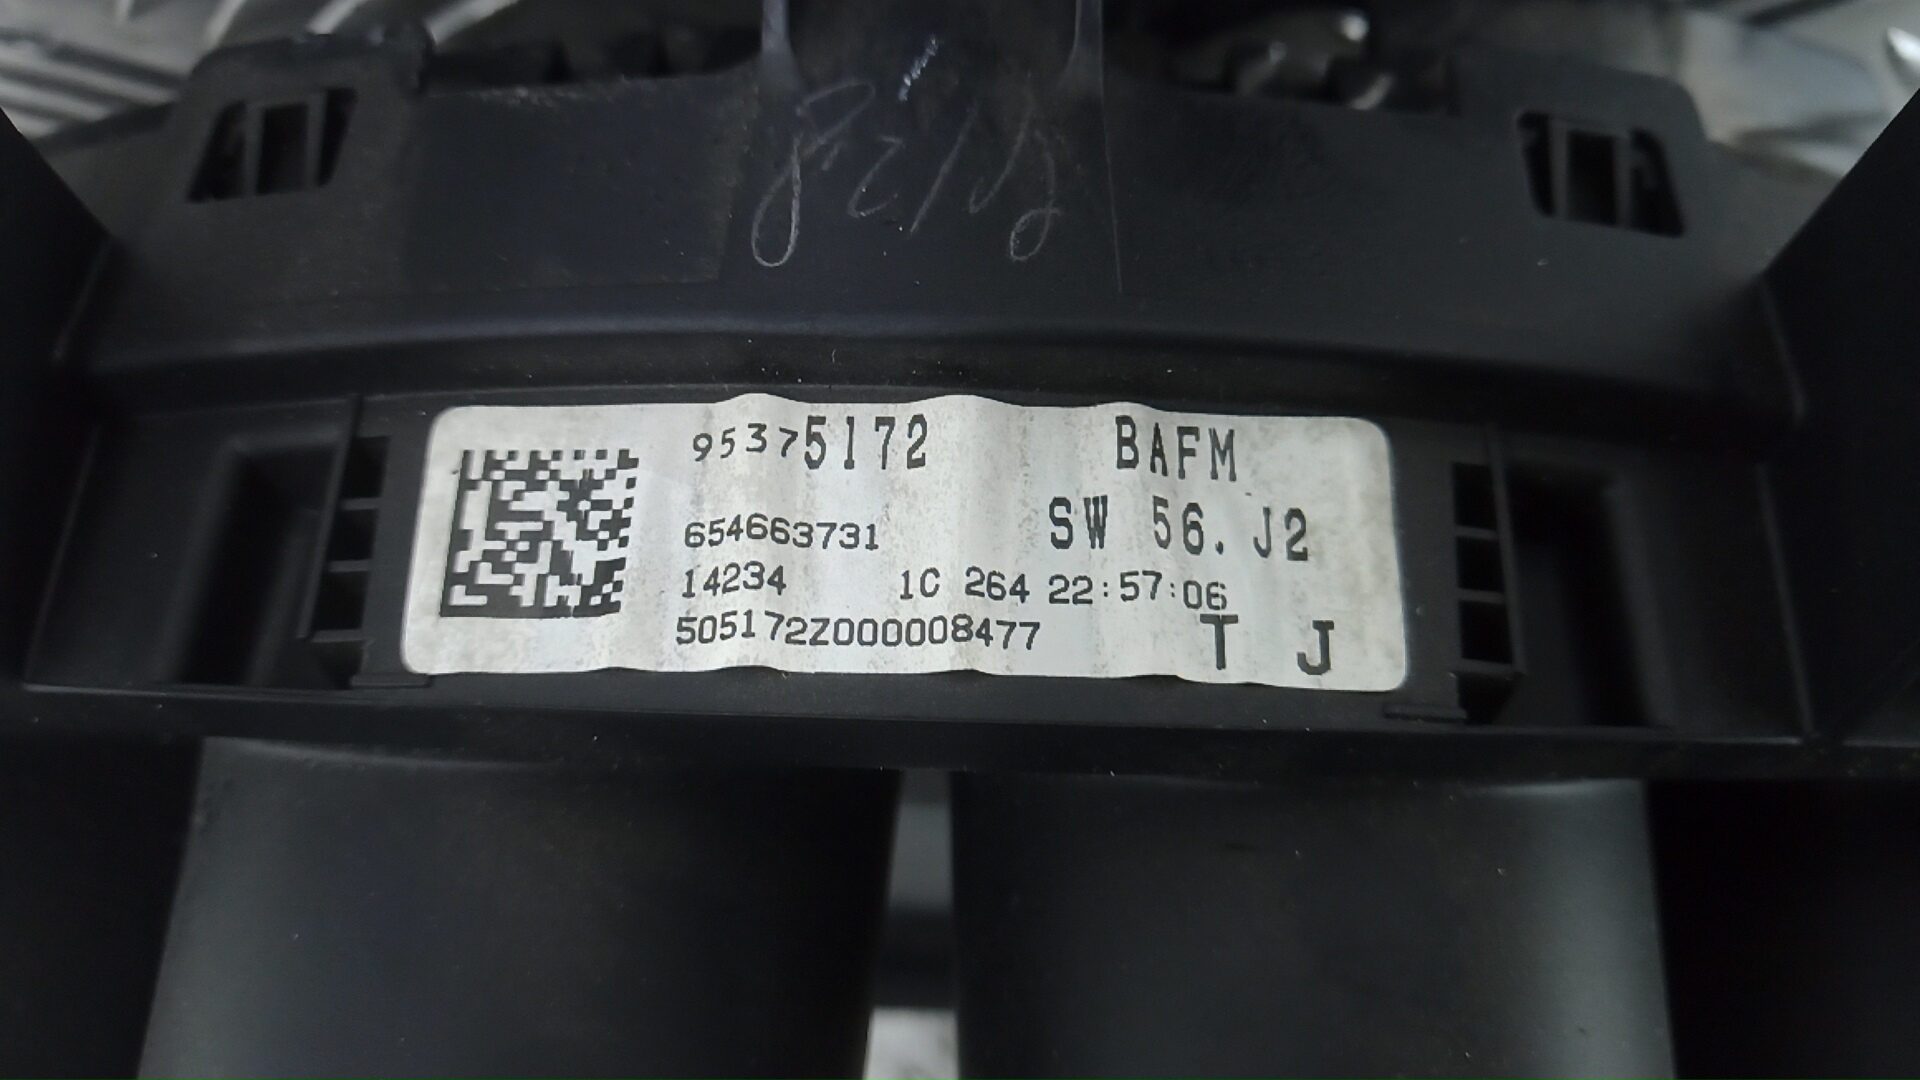 95375172 BAFM
654663731 SW 56. J2
14234 1C 264 22:57:06
505172Z000008477 T J